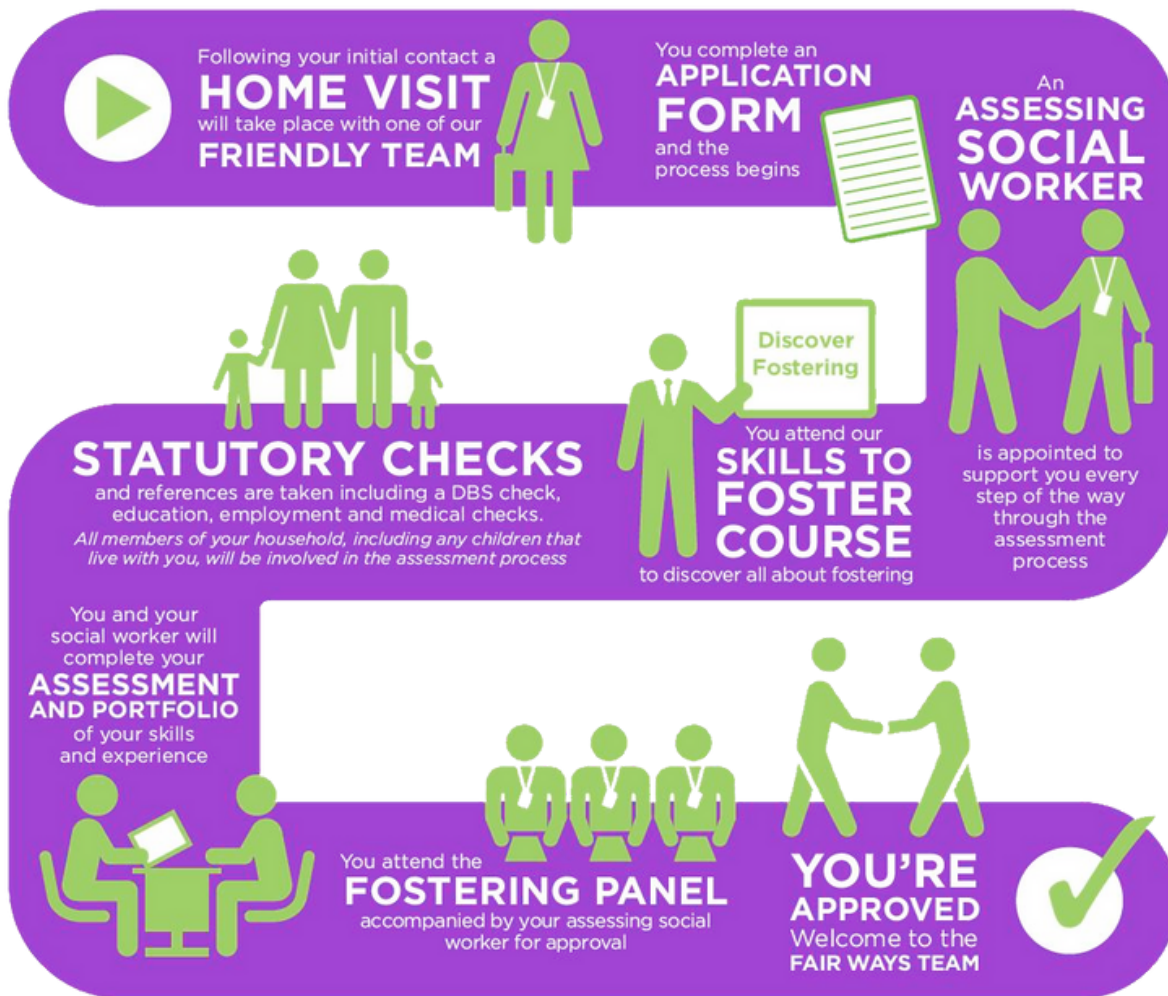 Following your initial contact a
HOME VISIT
will take place with one of our
FRIENDLY TEAM
You complete an
APPLICATION
FORM
and the
process begins
An
ASSESSING
SOCIAL
WORKER
is appointed to
support you every
step of the way
through the
assessment
process
Discover
Fostering
You attend our
SKILLS TO
FOSTER
COURSE
to discover all about fostering
STATUTORY CHECKS
and references are taken including a DBS check,
education, employment and medical checks.
All members of your household, including any children that
live with you, will be involved in the assessment process
You and your
social worker will
complete your
ASSESSMENT
AND PORTFOLIO
of your skills
and experience
You attend the
FOSTERING PANEL
accompanied by your assessing social
worker for approval
YOU'RE
APPROVED
Welcome to the
FAIR WAYS TEAM